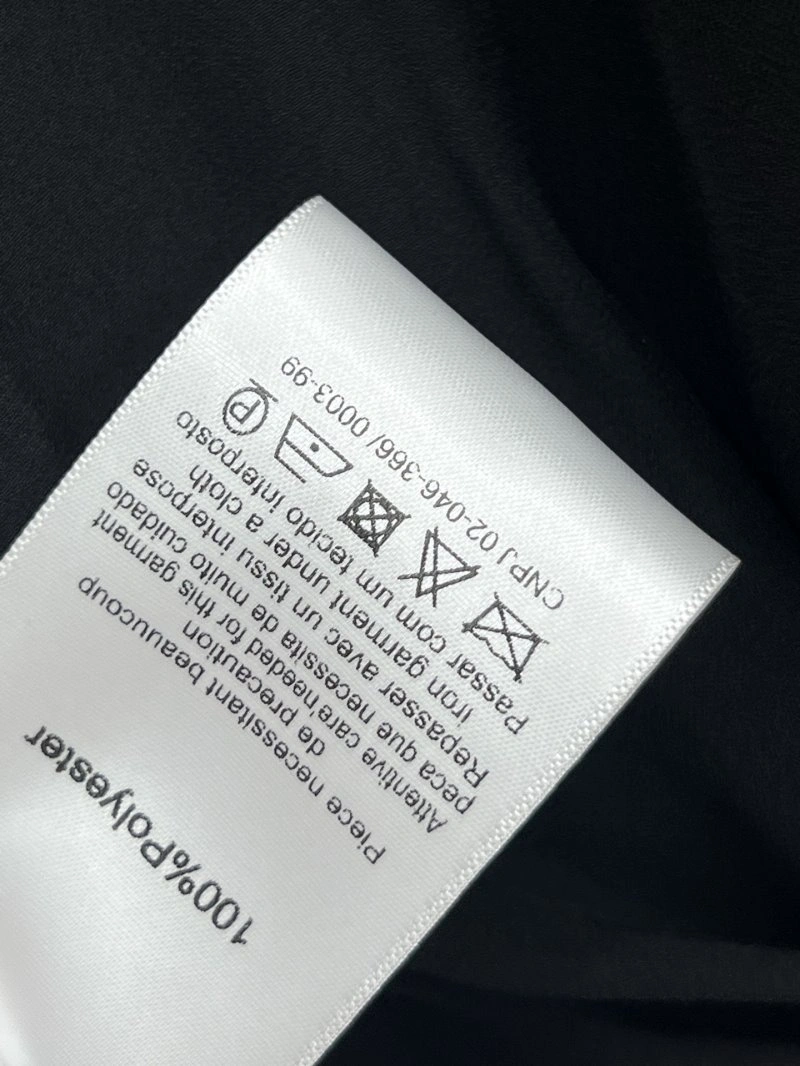 100%Polyester
Piece necessitant beaucoup
de precaution
Attentive care needed for this garment
peca que necessita de muito cuidado
Repasser avec un tissu interpose
iron garment under a cloth
Passar com um tecido interposto
P
CNPJ 02-046-366/ 0003-99